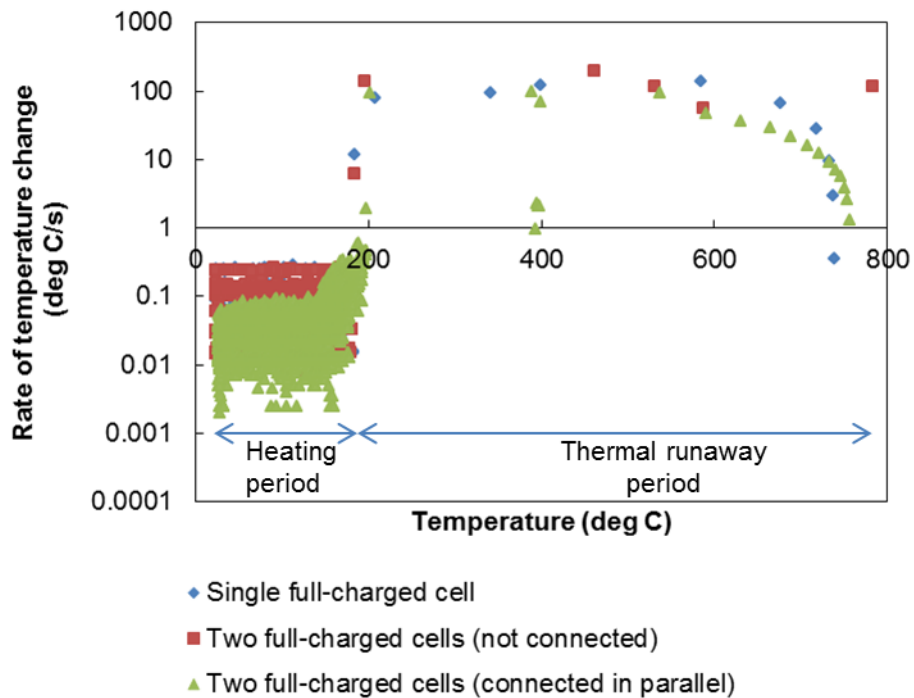 1000
100
10
1
0.1
0.01
0.001
0.0001
Rate of temperature change
(deg C/s)
0 200 400 600 800
Heating
period
Thermal runaway
period
Temperature (deg C)
Single full-charged cell
Two full-charged cells (not connected)
Two full-charged cells (connected in parallel)